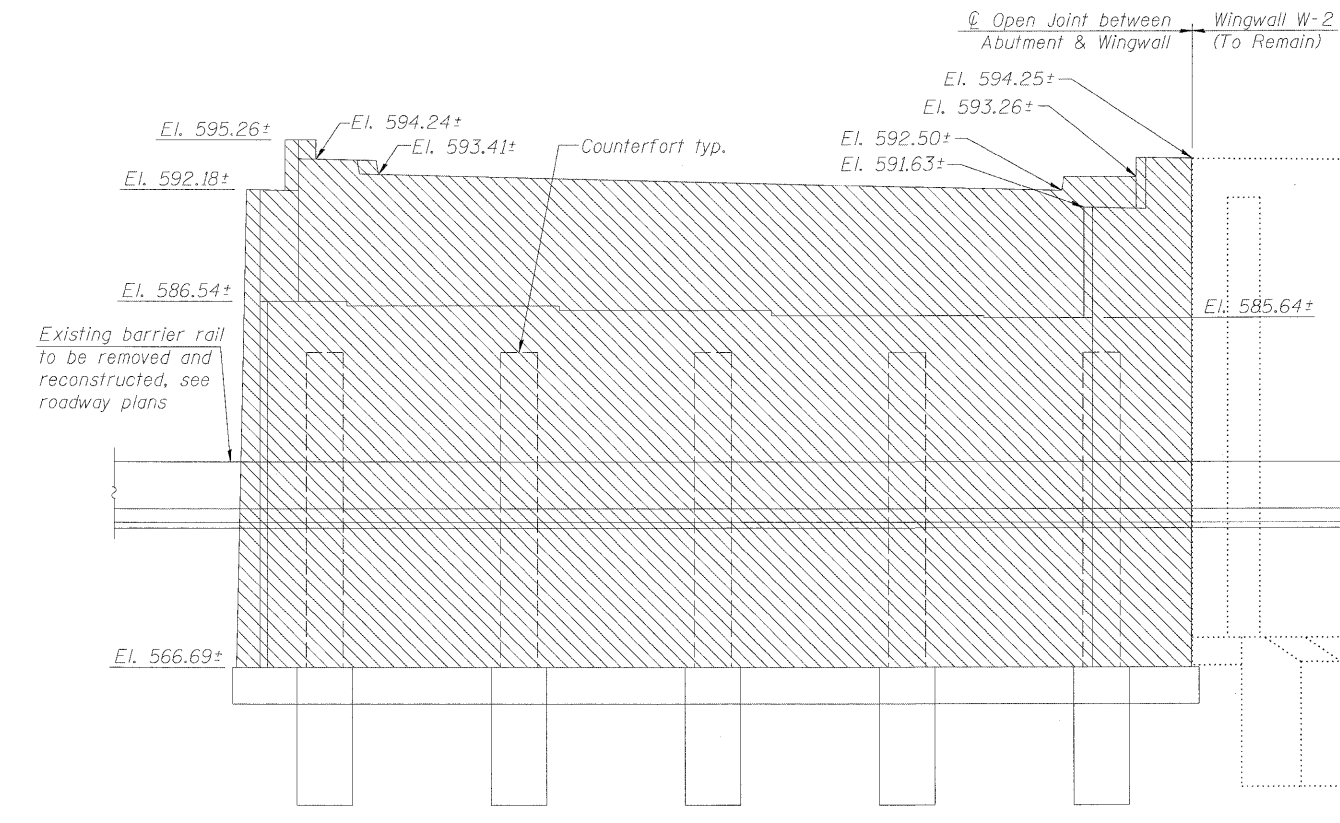 ℄ Open Joint between
Abutment & Wingwall
Wingwall W-2
(To Remain)
El. 594.25±
El. 593.26±
El. 592.50±
El. 591.63±
El. 595.26±
El. 594.24±
El. 593.41±
Counterfort typ.
El. 592.18±
El. 586.54±
El. 585.64±
Existing barrier rail
to be removed and
reconstructed, see
roadway plans
El. 566.69±